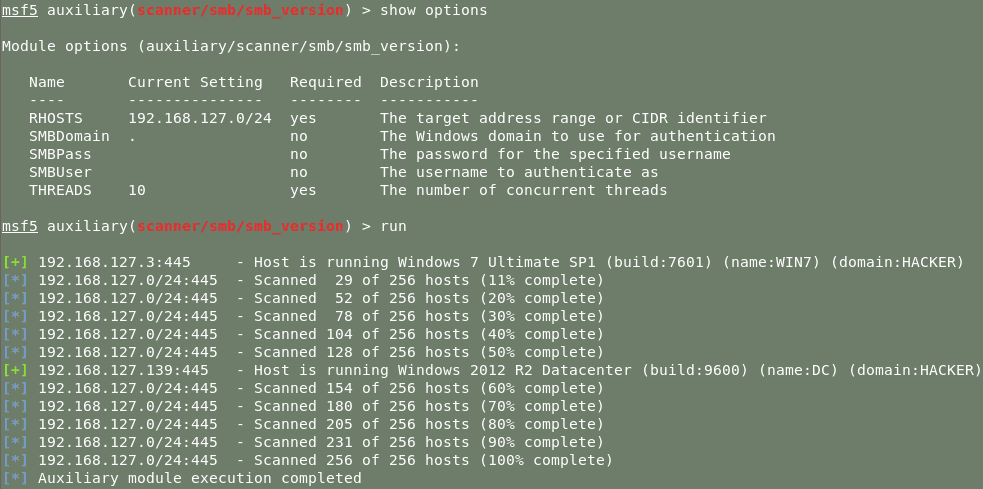 msf5 auxiliary(scanner/smb/smb_version) > show options
Module options (auxiliary/scanner/smb/smb_version):
Name       Current Setting   Required  Description
----       ---------------   --------  -----------
RHOSTS     192.168.127.0/24  yes       The target address range or CIDR identifier
SMBDomain  .                 no        The Windows domain to use for authentication
SMBPass                      no        The password for the specified username
SMBUser                      no        The username to authenticate as
THREADS    10                yes       The number of concurrent threads
msf5 auxiliary(scanner/smb/smb_version) > run
[+] 192.168.127.3:445     - Host is running Windows 7 Ultimate SP1 (build:7601) (name:WIN7) (domain:HACKER)
[*] 192.168.127.0/24:445  - Scanned  29 of 256 hosts (11% complete)
[*] 192.168.127.0/24:445  - Scanned  52 of 256 hosts (20% complete)
[*] 192.168.127.0/24:445  - Scanned  78 of 256 hosts (30% complete)
[*] 192.168.127.0/24:445  - Scanned 104 of 256 hosts (40% complete)
[*] 192.168.127.0/24:445  - Scanned 128 of 256 hosts (50% complete)
[+] 192.168.127.139:445   - Host is running Windows 2012 R2 Datacenter (build:9600) (name:DC) (domain:HACKER)
[*] 192.168.127.0/24:445  - Scanned 154 of 256 hosts (60% complete)
[*] 192.168.127.0/24:445  - Scanned 180 of 256 hosts (70% complete)
[*] 192.168.127.0/24:445  - Scanned 205 of 256 hosts (80% complete)
[*] 192.168.127.0/24:445  - Scanned 231 of 256 hosts (90% complete)
[*] 192.168.127.0/24:445  - Scanned 256 of 256 hosts (100% complete)
[*] Auxiliary module execution completed